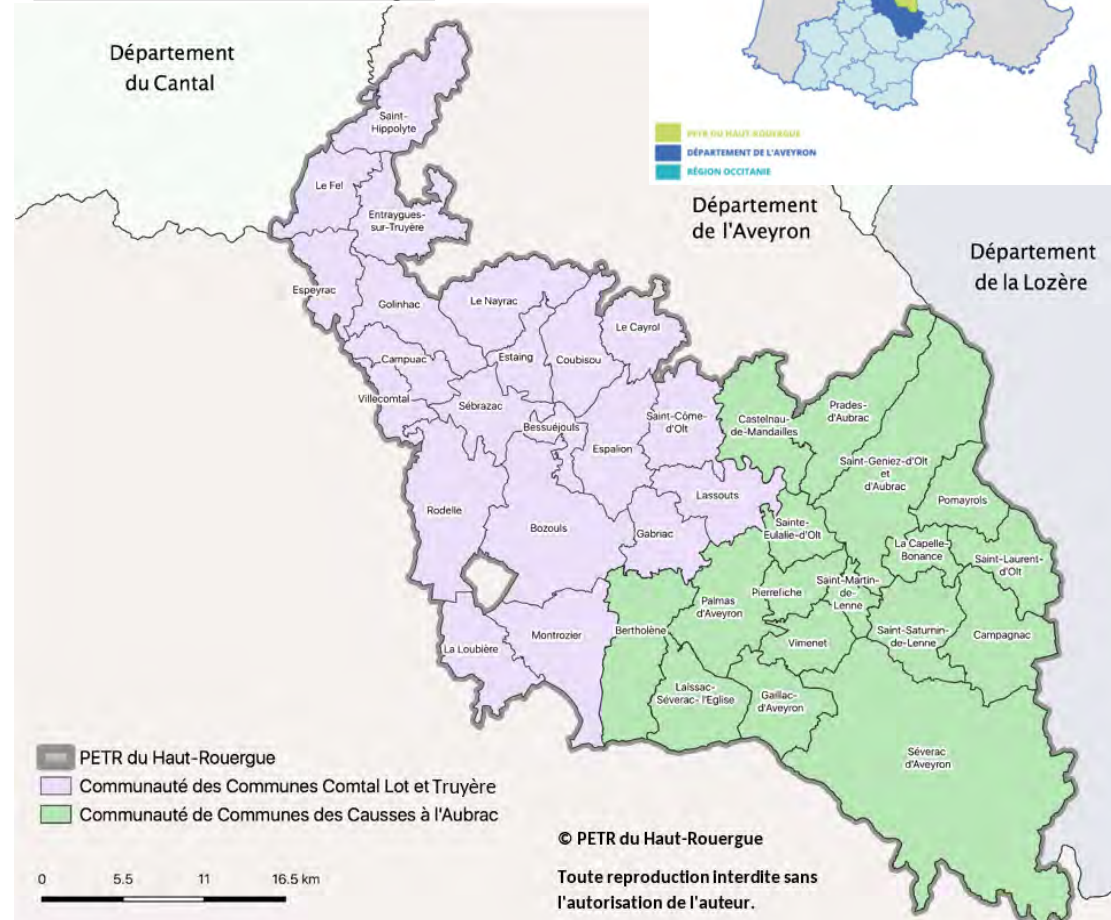 Département
du Cantal
PETR DU HAUT-ROUERGUE
DÉPARTEMENT DE L'AVEYRON
RÉGION OCCITANIE
Département
de l'Aveyron
Département
de la Lozère
Saint-
Hippolyte
Le Fel
Entraygues-
sur-Truyère
Espeyrac
Golinhac
Le Nayrac
Le Cayrol
Campuac
Estaing
Coubisou
Villecomtal
Sébrazac
Bessuéjouls
Espalion
Saint-Côme-
d'Olt
Castelnau-
de-Mandailles
Prades-
d'Aubrac
Saint-Geniez-d'Olt
et
d'Aubrac
Pomayrols
Rodelle
Bozouls
Lassouts
Gabriac
Sainte-
Eulalie-d'Olt
La Capelle-
Bonance
Saint-Laurent-
d'Olt
Palmas
d'Aveyron
Pierrefiche
Saint-Martin-
de-
Lenne
Bertholène
Vimenet
Saint-Saturnin-
de-Lenne
Campagnac
La Loubière
Montrozier
Laissac-
Séverac- l'Eglise
Gaillac-
d'Aveyron
Séverac
d'Aveyron
PETR du Haut-Rouergue
Communauté des Communes Comtal Lot et Truyère
Communauté de Communes des Causses à l'Aubrac
0 5.5 11 16.5 km
© PETR du Haut-Rouergue
Toute reproduction interdite sans
l'autorisation de l'auteur.